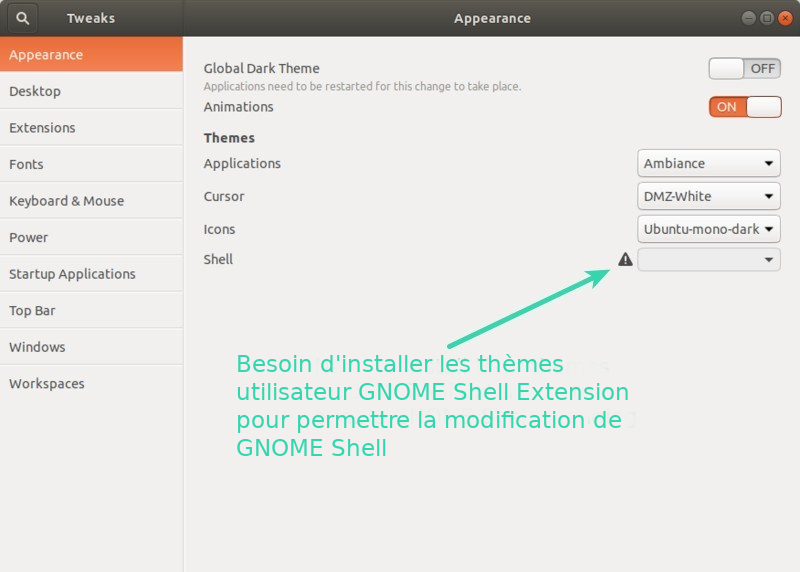 Tweaks
Appearance
Appearance
Desktop
Extensions
Fonts
Keyboard & Mouse
Power
Startup Applications
Top Bar
Windows
Workspaces
Global Dark Theme OFF
Applications need to be restarted for this change to take place.
Animations ON
Themes
Applications Ambiance
Cursor DMZ-White
Icons Ubuntu-mono-dark
Shell
Besoin d'installer les thèmes
utilisateur GNOME Shell Extension
pour permettre la modification de
GNOME Shell